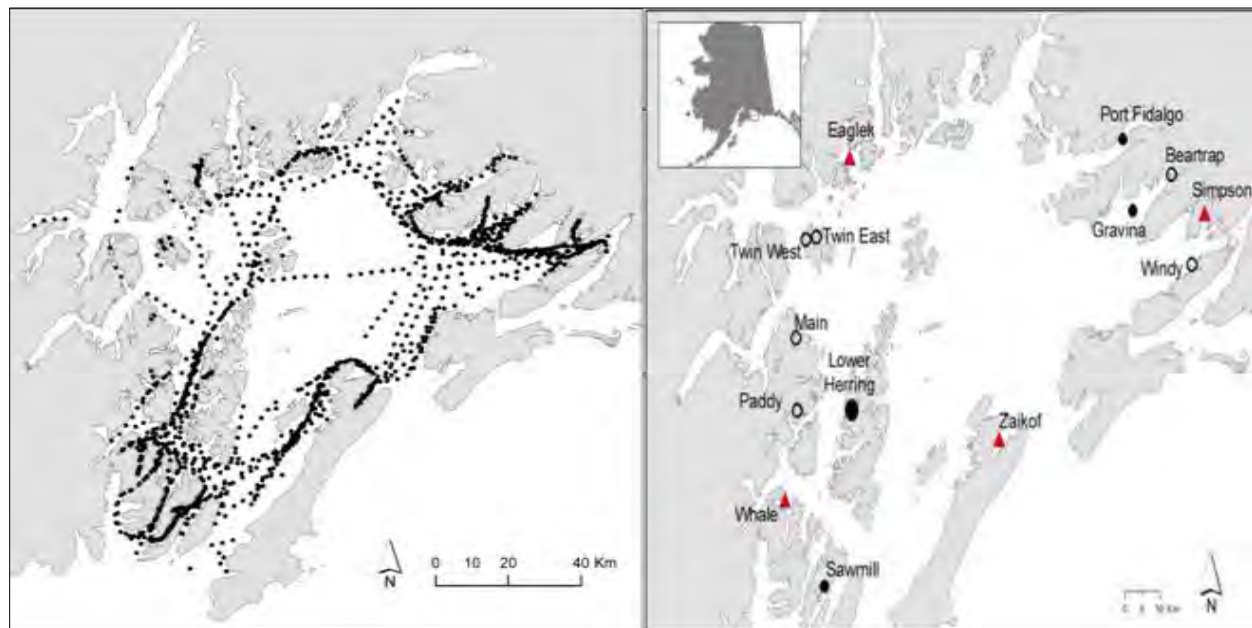 0 10 20 40 Km
N
Port Fidalgo
Eaglek
Beartrap
Simpson
Gravina
Twin East
Twin West
Windy
Main
Lower
Herring
Paddy
Zaikof
Whale
Sawmill
N